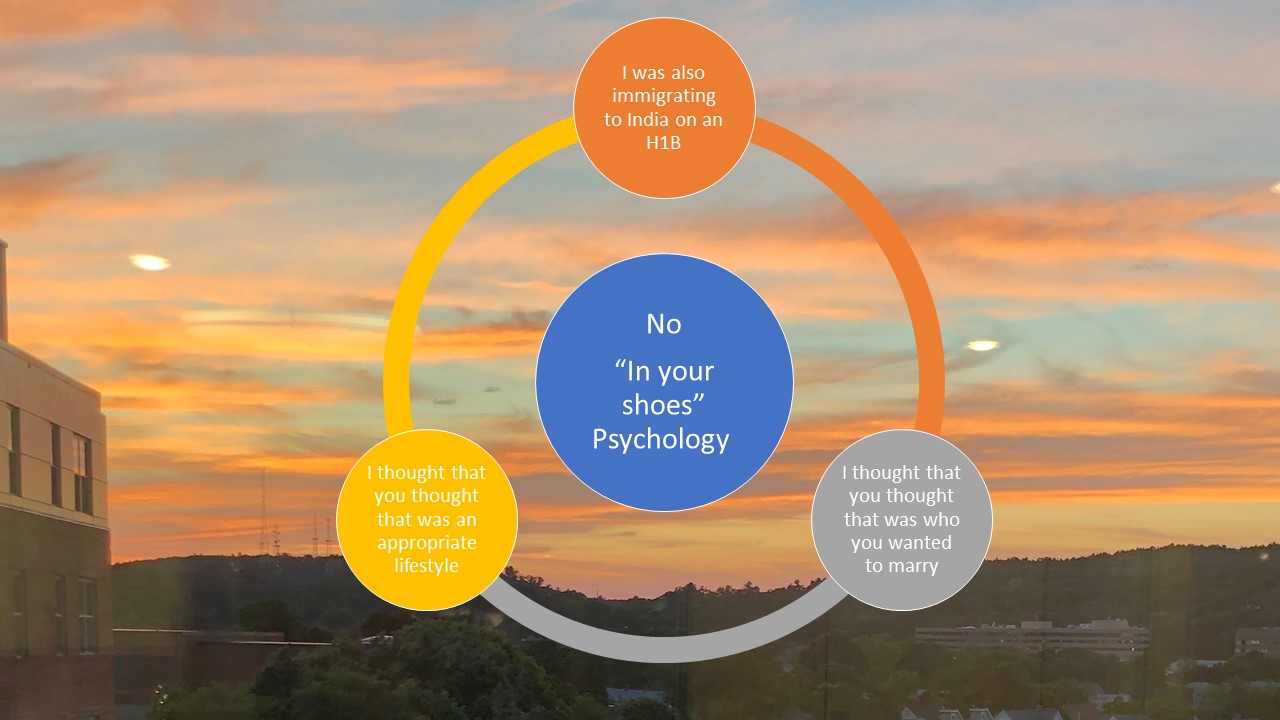 I was also
immigrating
to India on an
H1B
No
“In your
shoes”
Psychology
I thought that
you thought
that was an
appropriate
lifestyle
I thought that
you thought
that was who
you wanted
to marry